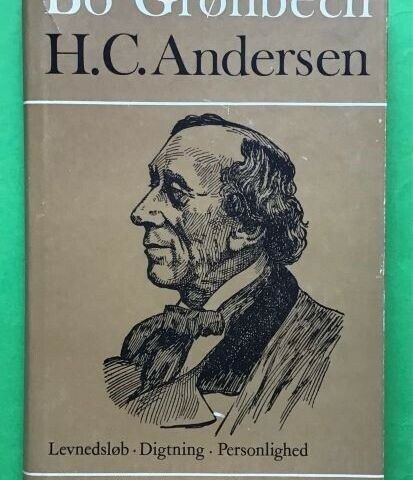 Bo Grønbech
H.C. Andersen
Levnedsløb · Digtning · Personlighed